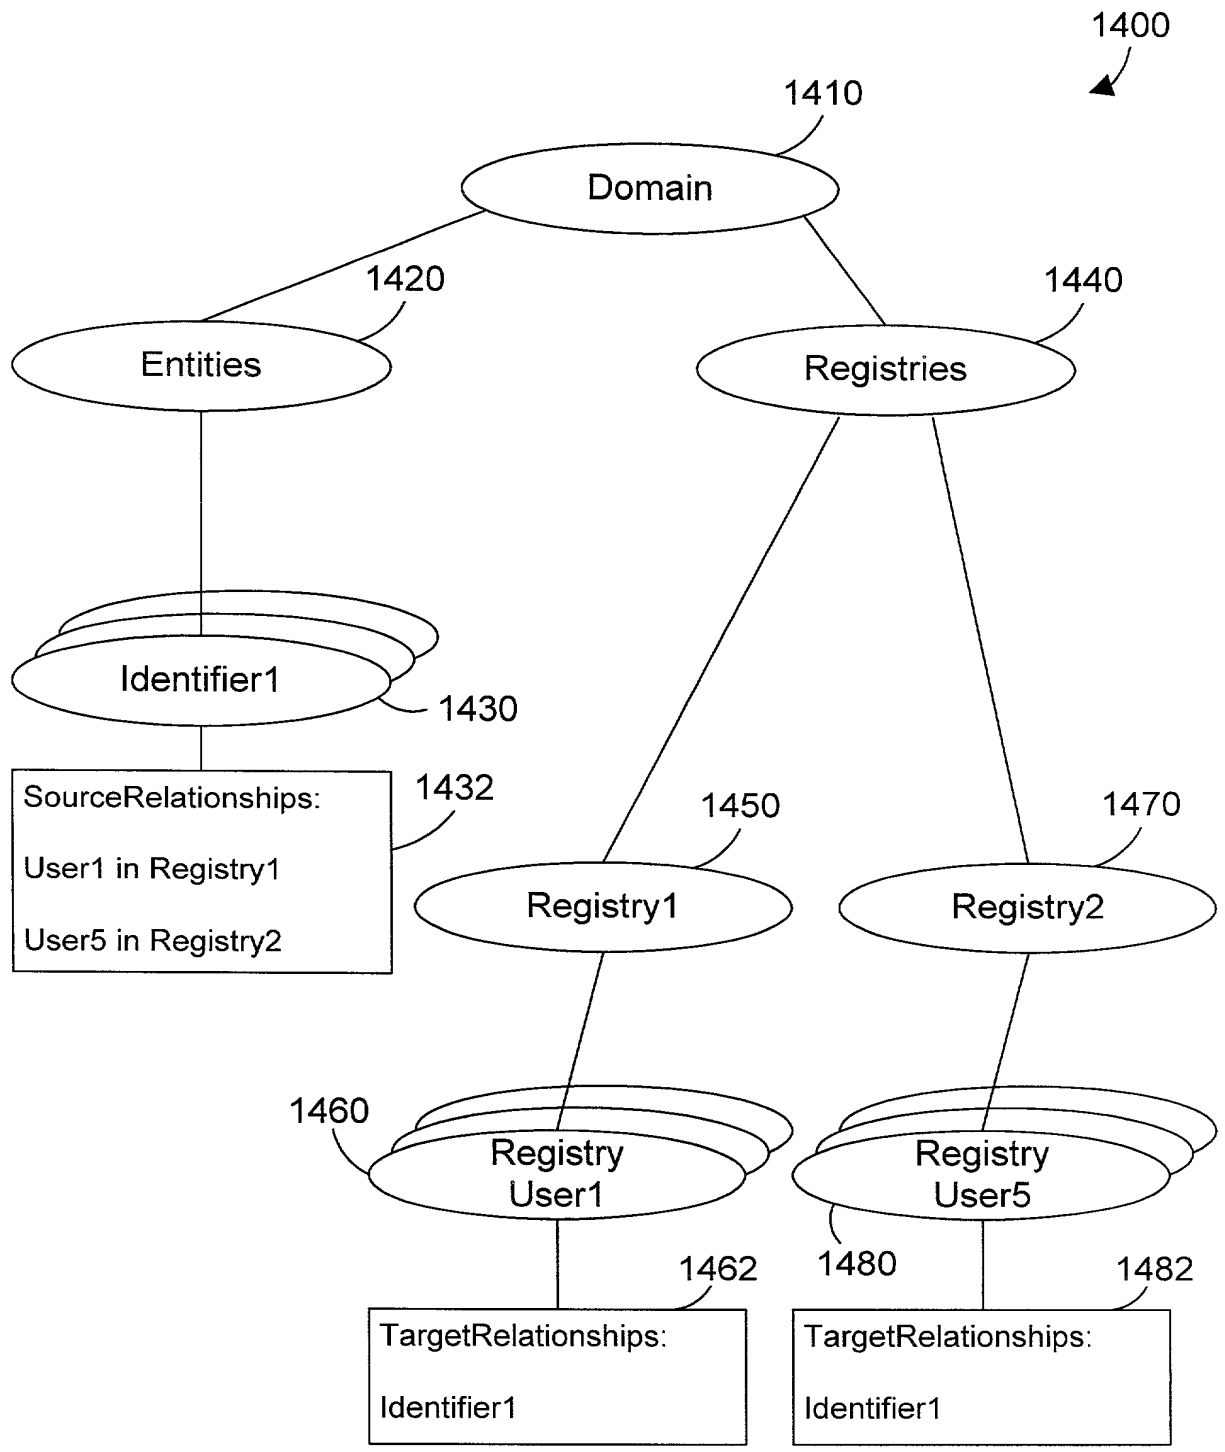 1400
1410
Domain
1420
1440
Entities
Registries
Identifier1
1430
SourceRelationships:
User1 in Registry1
User5 in Registry2
1432
1450
1470
Registry1
Registry2
1460
Registry
User1
Registry
User5
1480
1462
1482
TargetRelationships:
Identifier1
TargetRelationships:
Identifier1